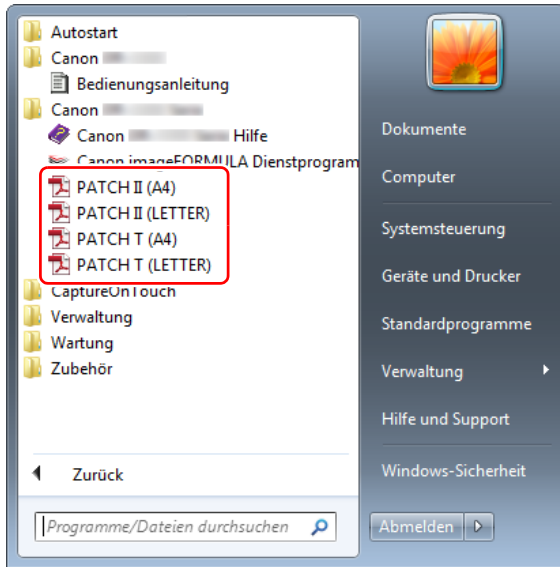 Autostart
Canon
Bedienungsanleitung
Canon
Canon Hilfe
Canon imageFORMULA Dienstprogram
PATCH II (A4)
PATCH II (LETTER)
PATCH T (A4)
PATCH T (LETTER)
CaptureOnTouch
Verwaltung
Wartung
Zubehör
Zurück
Programme/Dateien durchsuchen
Dokumente
Computer
Systemsteuerung
Geräte und Drucker
Standardprogramme
Verwaltung
Hilfe und Support
Windows-Sicherheit
Abmelden